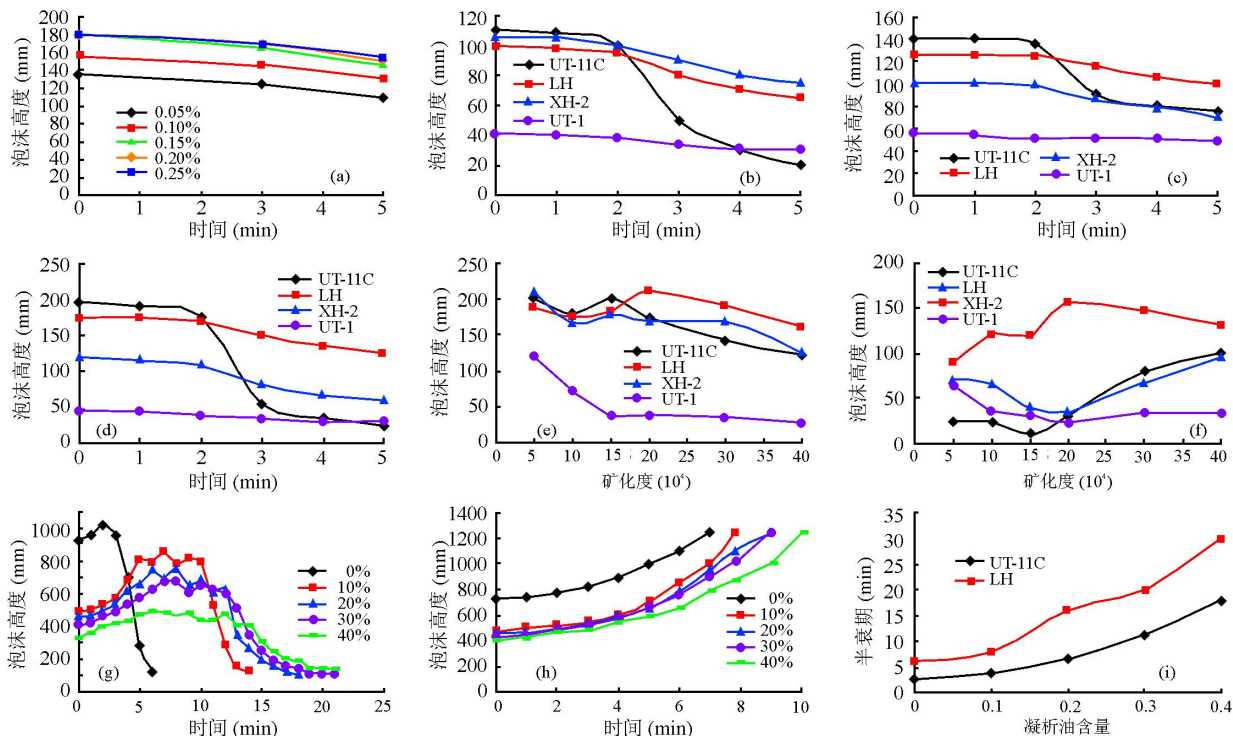 泡沫高度 (mm)
200
180
160
140
120
100
80
60
40
20
0
0.05%
0.10%
0.15%
0.20%
0.25%
(a)
0 1 2 3 4 5
时间 (min)
泡沫高度 (mm)
120
100
80
60
40
20
0
UT-11C
LH
XH-2
UT-1
(b)
0 1 2 3 4 5
时间 (min)
泡沫高度 (mm)
160
140
120
100
80
60
40
20
0
UT-11C XH-2
LH UT-1
(c)
0 1 2 3 4 5
时间 (min)
泡沫高度 (mm)
250
200
150
100
50
0
UT-11C
LH
XH-2
UT-1
(d)
0 1 2 3 4 5
时间 (min)
泡沫高度 (mm)
250
200
150
100
50
0
UT-11C
LH
XH-2
UT-1
(e)
0 5 10 15 20 25 30 35 40
矿化度 (10⁴)
泡沫高度 (mm)
200
150
100
50
0
UT-11C
LH
XH-2
UT-1
(f)
0 5 10 15 20 25 30 35 40
矿化度 (10⁴)
泡沫高度 (mm)
1000
800
600
400
200
0
0%
10%
20%
30%
40%
(g)
0 5 10 15 20 25
时间 (min)
泡沫高度 (mm)
1400
1200
1000
800
600
400
200
0
0%
10%
20%
30%
40%
(h)
0 2 4 6 8 10
时间 (min)
半衰期 (min)
35
30
25
20
15
10
5
0
UT-11C
LH
(i)
0 0.1 0.2 0.3 0.4
凝析油含量